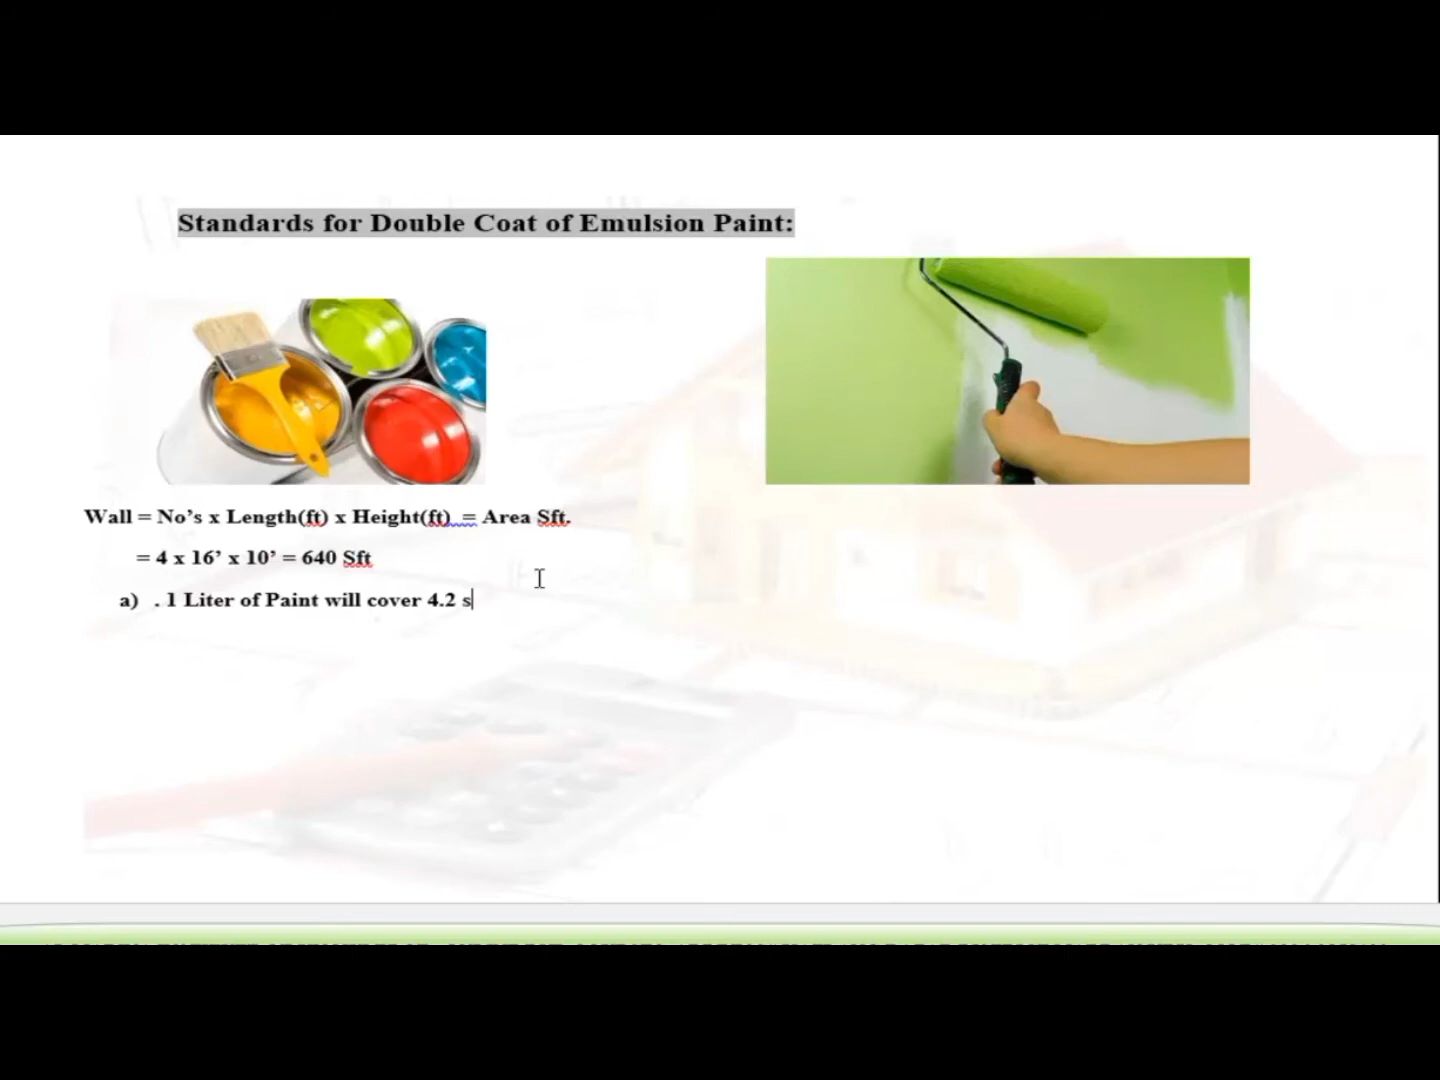 Standards for Double Coat of Emulsion Paint:
Wall = No’s x Length(ft) x Height(ft) = Area Sft.
= 4 x 16’ x 10’ = 640 Sft
a) . 1 Liter of Paint will cover 4.2 s